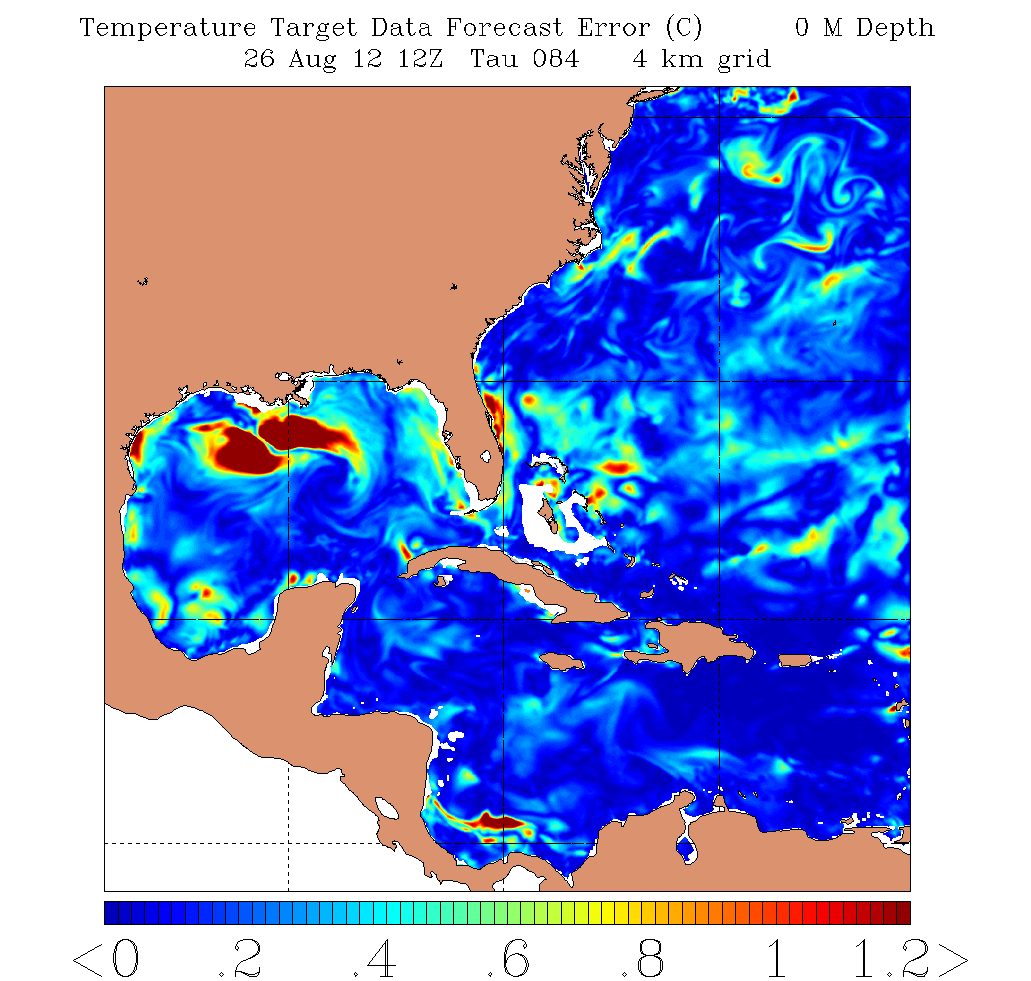 Temperature Target Data Forecast Error (C) 0 M Depth
26 Aug 12 12Z Tau 084 4 km grid
<0 .2 .4 .6 .8 1 1.2>